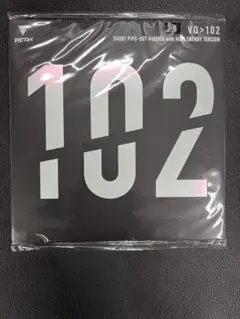 VICTAS
VO>102
SHORT PIPS-OUT RUBBER with HIGH ENERGY TENSION
102